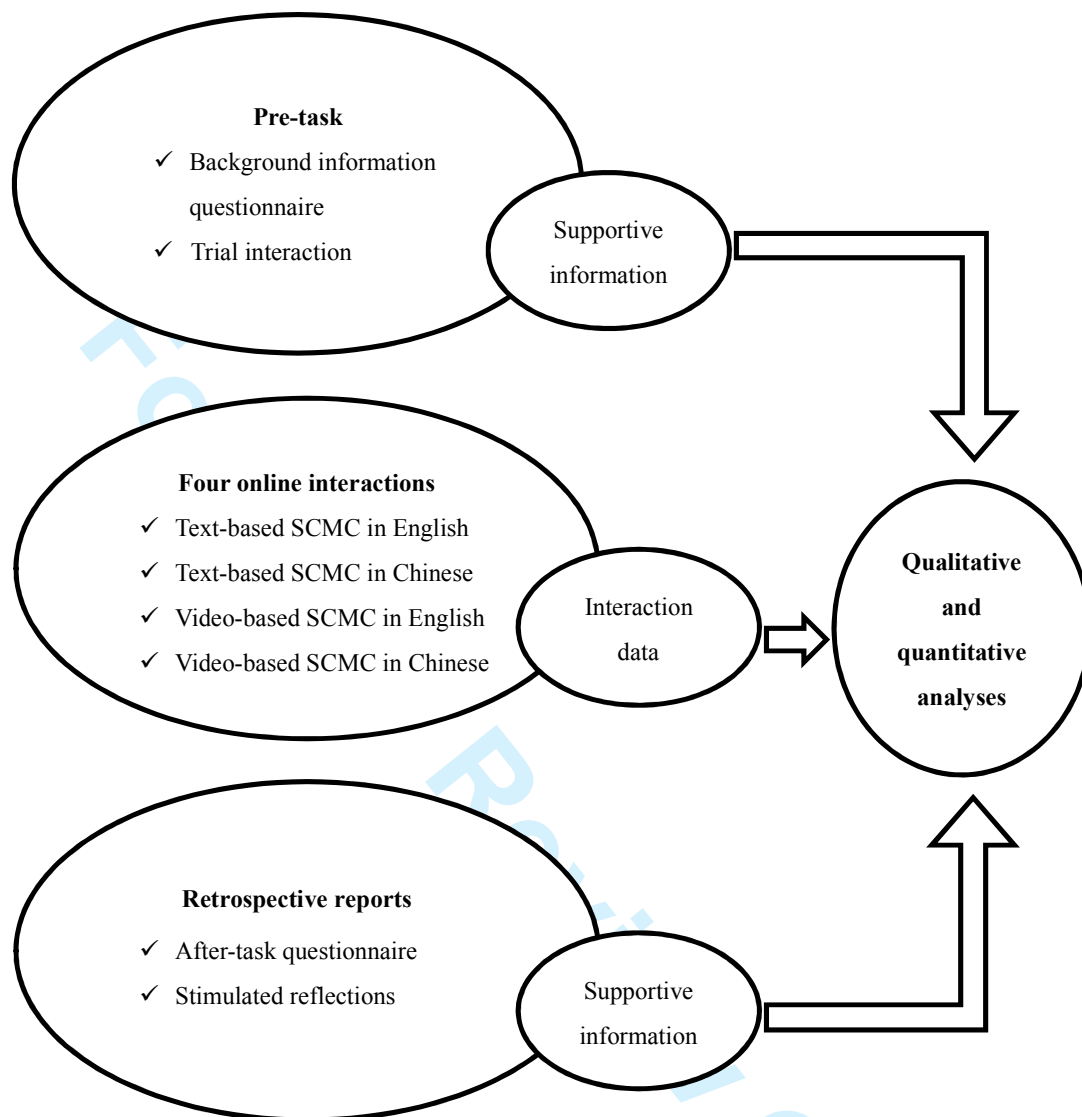 Pre-task
✓ Background information
questionnaire
✓ Trial interaction
Supportive
information
Four online interactions
✓ Text-based SCMC in English
✓ Text-based SCMC in Chinese
✓ Video-based SCMC in English
✓ Video-based SCMC in Chinese
Interaction
data
Qualitative
and
quantitative
analyses
Retrospective reports
✓ After-task questionnaire
✓ Stimulated reflections
Supportive
information